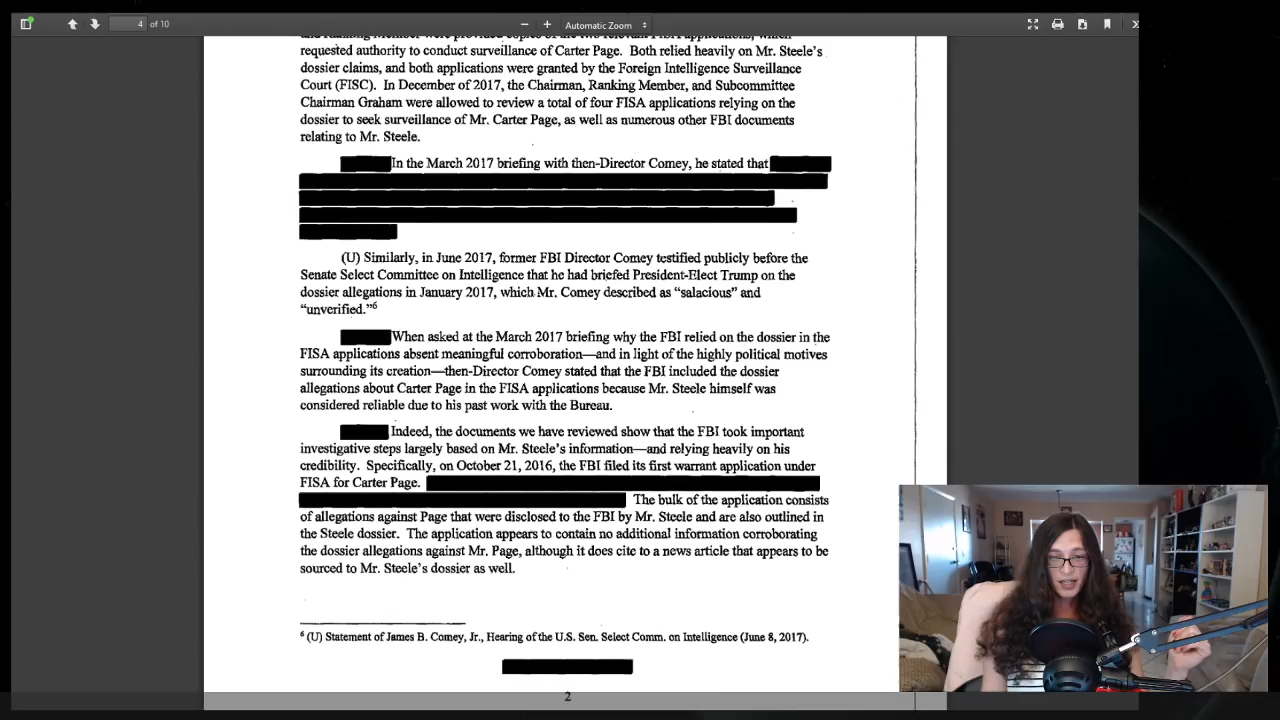 4 of 10
Automatic Zoom
and Ranking Member were provided copies of the two relevant FISA applications, which
requested authority to conduct surveillance of Carter Page. Both relied heavily on Mr. Steele's
dossier claims, and both applications were granted by the Foreign Intelligence Surveillance
Court (FISC). In December of 2017, the Chairman, Ranking Member, and Subcommittee
Chairman Graham were allowed to review a total of four FISA applications relying on the
dossier to seek surveillance of Mr. Carter Page, as well as numerous other FBI documents
relating to Mr. Steele.
In the March 2017 briefing with then-Director Comey, he stated that
(U) Similarly, in June 2017, former FBI Director Comey testified publicly before the
Senate Select Committee on Intelligence that he had briefed President-Elect Trump on the
dossier allegations in January 2017, which Mr. Comey described as "salacious" and
"unverified."6
When asked at the March 2017 briefing why the FBI relied on the dossier in the
FISA applications absent meaningful corroboration—and in light of the highly political motives
surrounding its creation—then-Director Comey stated that the FBI included the dossier
allegations about Carter Page in the FISA applications because Mr. Steele himself was
considered reliable due to his past work with the Bureau.
Indeed, the documents we have reviewed show that the FBI took important
investigative steps largely based on Mr. Steele's information—and relying heavily on his
credibility. Specifically, on October 21, 2016, the FBI filed its first warrant application under
FISA for Carter Page.
The bulk of the application consists
of allegations against Page that were disclosed to the FBI by Mr. Steele and are also outlined in
the Steele dossier. The application appears to contain no additional information corroborating
the dossier allegations against Mr. Page, although it does cite to a news article that appears to be
sourced to Mr. Steele's dossier as well.
6 (U) Statement of James B. Comey, Jr., Hearing of the U.S. Sen. Select Comm. on Intelligence (June 8, 2017).
2